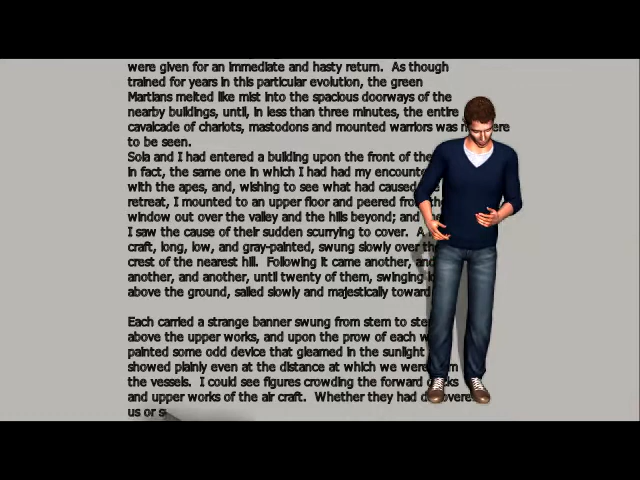 were given for an immediate and hasty return. As though
trained for years in this particular evolution, the green
Martians melted like mist into the spacious doorways of the
nearby buildings, until, in less than three minutes, the entire
cavalcade of chariots, mastodons and mounted warriors was
to be seen.
Sola and I had entered a building upon the front of the
in fact, the same one in which I had had my
with the apes, and, wishing to see what had caused
retreat, I mounted to an upper floor and peered from
window out over the valley and the hills beyond; and
I saw the cause of their sudden scurrying to cover. A
craft, long, low, and gray-painted, swung slowly over
crest of the nearest hill. Following it came another, and
another, and another, until twenty of them, swinging
above the ground, sailed slowly and majestically toward
Each carried a strange banner swung from stem to
above the upper works, and upon the prow of each
painted some odd device that gleamed in the sunlight
showed plainly even at the distance at which we were
the vessels. I could see figures crowding the forward
and upper works of the air craft. Whether they had
us or